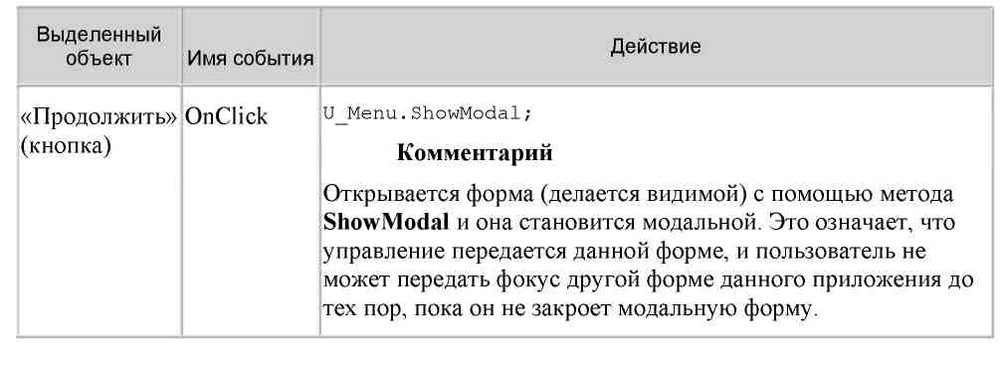 Выделенный
объект
Имя события
Действие
«Продолжить»
(кнопка)
OnClick
U_Menu.ShowModal;
Комментарий
Открывается форма (делается видимой) с помощью метода
ShowModal и она становится модальной. Это означает, что
управление передается данной форме, и пользователь не
может передать фокус другой форме данного приложения до
тех пор, пока он не закроет модальную форму.